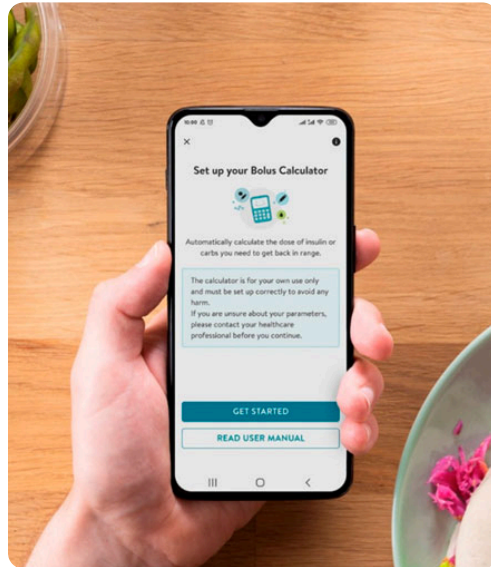 10:00
Set up your Bolus Calculator
Automatically calculate the dose of insulin or
carbs you need to get back in range.
The calculator is for your own use only
and must be set up correctly to avoid any
harm.
If you are unsure about your parameters,
please contact your healthcare
professional before you continue.
GET STARTED
READ USER MANUAL